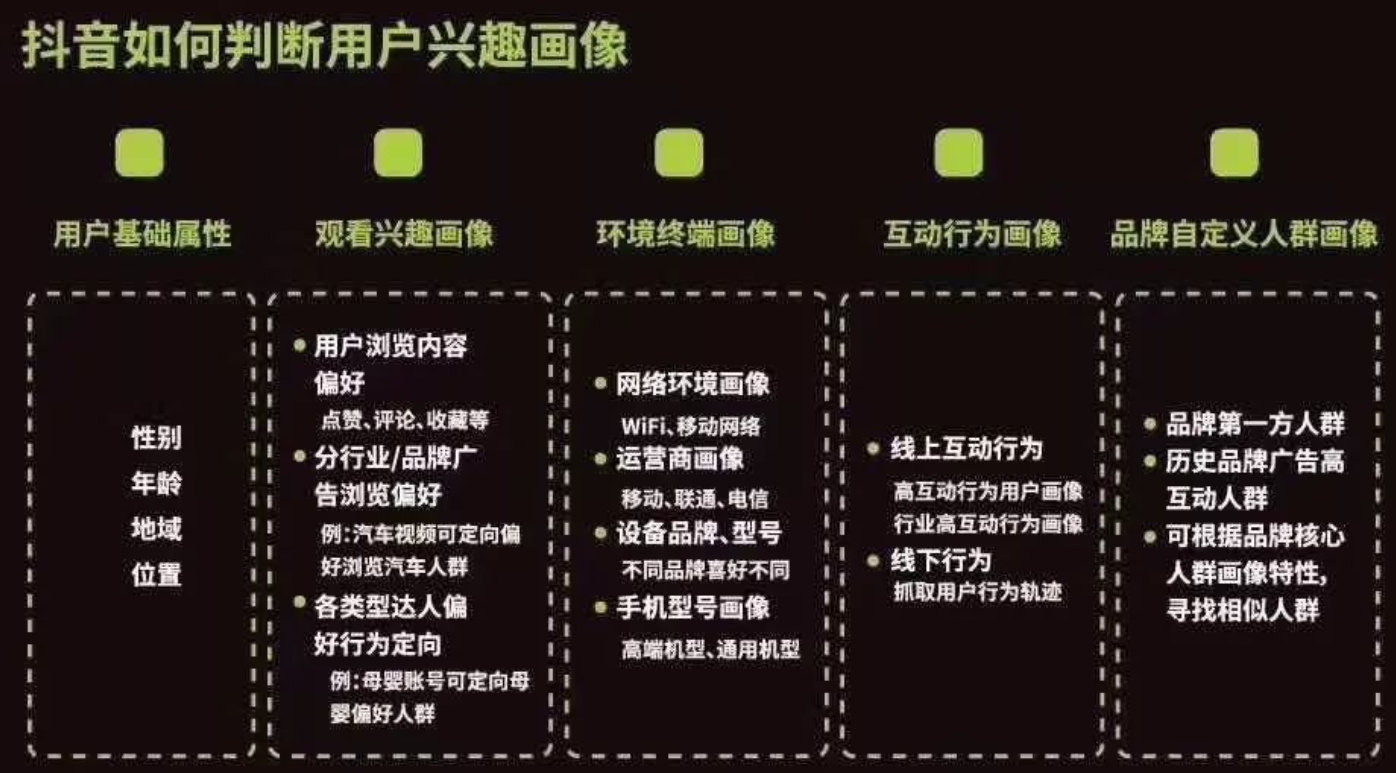 抖音如何判断用户兴趣画像
用户基础属性
性别
年龄
地域
位置
观看兴趣画像
用户浏览内容
偏好
点赞、评论、收藏等
分行业/品牌广
告浏览偏好
例:汽车视频可定向偏
好浏览汽车人群
各类型达人偏
好行为定向
例:母婴账号可定向母
婴偏好人群
环境终端画像
网络环境画像
WiFi、移动网络
运营商画像
移动、联通、电信
设备品牌、型号
不同品牌喜好不同
手机型号画像
高端机型、通用机型
互动行为画像
线上互动行为
高互动行为用户画像
行业高互动行为画像
线下行为
抓取用户行为轨迹
品牌自定义人群画像
品牌第一方人群
历史品牌广告高
互动人群
可根据品牌核心
人群画像特性,
寻找相似人群